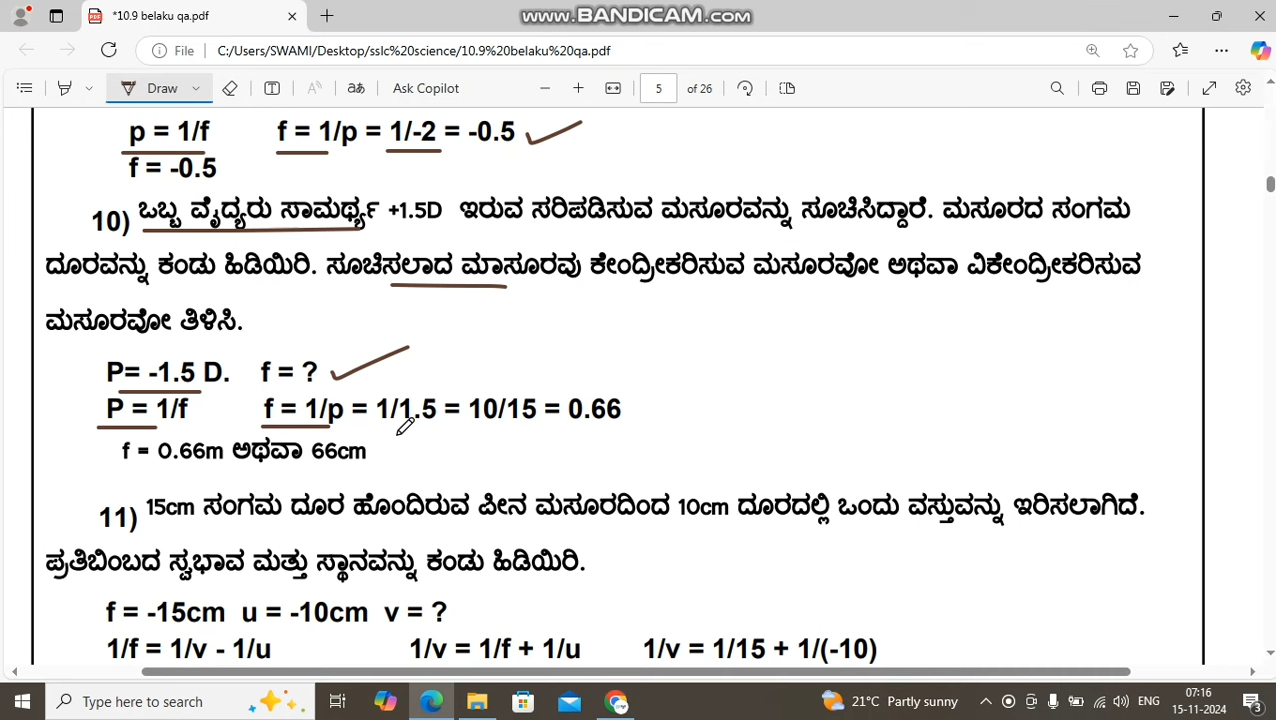 www.BANDICAM.com
*10.9 belaku qa.pdf
File C:/Users/SWAMI/Desktop/sslc%20science/10.9%20belaku%20qa.pdf
Draw Ask Copilot 5 of 26
p = 1/f f = 1/p = 1/-2 = -0.5
f = -0.5
10) ಒಬ್ಬ ವೈದ್ಯರು ಸಾಮರ್ಥ್ಯ +1.5D ಇರುವ ಸರಿಪಡಿಸುವ ಮಸೂರವನ್ನು ಸೂಚಿಸಿದ್ದಾರೆ. ಮಸೂರದ ಸಂಗಮ
ದೂರವನ್ನು ಕಂಡು ಹಿಡಿಯಿರಿ. ಸೂಚಿಸಲಾದ ಮಾಸೂರವು ಕೇಂದ್ರೀಕರಿಸುವ ಮಸೂರವೋ ಅಥವಾ ವಿಕೇಂದ್ರೀಕರಿಸುವ
ಮಸೂರವೋ ತಿಳಿಸಿ.
P= -1.5 D. f = ?
P = 1/f f = 1/p = 1/1.5 = 10/15 = 0.66
f = 0.66m ಅಥವಾ 66cm
11) 15cm ಸಂಗಮ ದೂರ ಹೊಂದಿರುವ ಪೀನ ಮಸೂರದಿಂದ 10cm ದೂರದಲ್ಲಿ ಒಂದು ವಸ್ತುವನ್ನು ಇರಿಸಲಾಗಿದೆ.
ಪ್ರತಿಬಿಂಬದ ಸ್ವಭಾವ ಮತ್ತು ಸ್ಥಾನವನ್ನು ಕಂಡು ಹಿಡಿಯಿರಿ.
f = -15cm u = -10cm v = ?
1/f = 1/v - 1/u 1/v = 1/f + 1/u 1/v = 1/15 + 1/(-10)
Type here to search 21°C Partly sunny ENG 07:16
15-11-2024 3